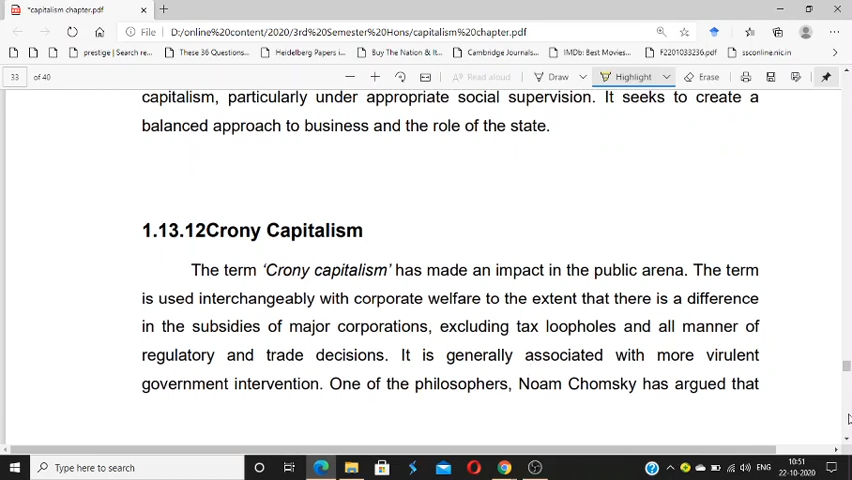 *capitalism chapter.pdf
File
D:/online%20content/2020/3rd%20Semester%20Hons/capitalism%20chapter.pdf
prestige | Search re...
These 36 Questions...
Heidelberg Papers i...
Buy The Nation & It...
Cambridge Journals...
IMDb: Best Movies...
F2201033236.pdf
ssconline.nic.in
33 of 40
Read aloud
Draw
Highlight
Erase
capitalism, particularly under appropriate social supervision. It seeks to create a
balanced approach to business and the role of the state.
1.13.12Crony Capitalism
The term ‘Crony capitalism’ has made an impact in the public arena. The term
is used interchangeably with corporate welfare to the extent that there is a difference
in the subsidies of major corporations, excluding tax loopholes and all manner of
regulatory and trade decisions. It is generally associated with more virulent
government intervention. One of the philosophers, Noam Chomsky has argued that
Type here to search
ENG
10:51
22-10-2020